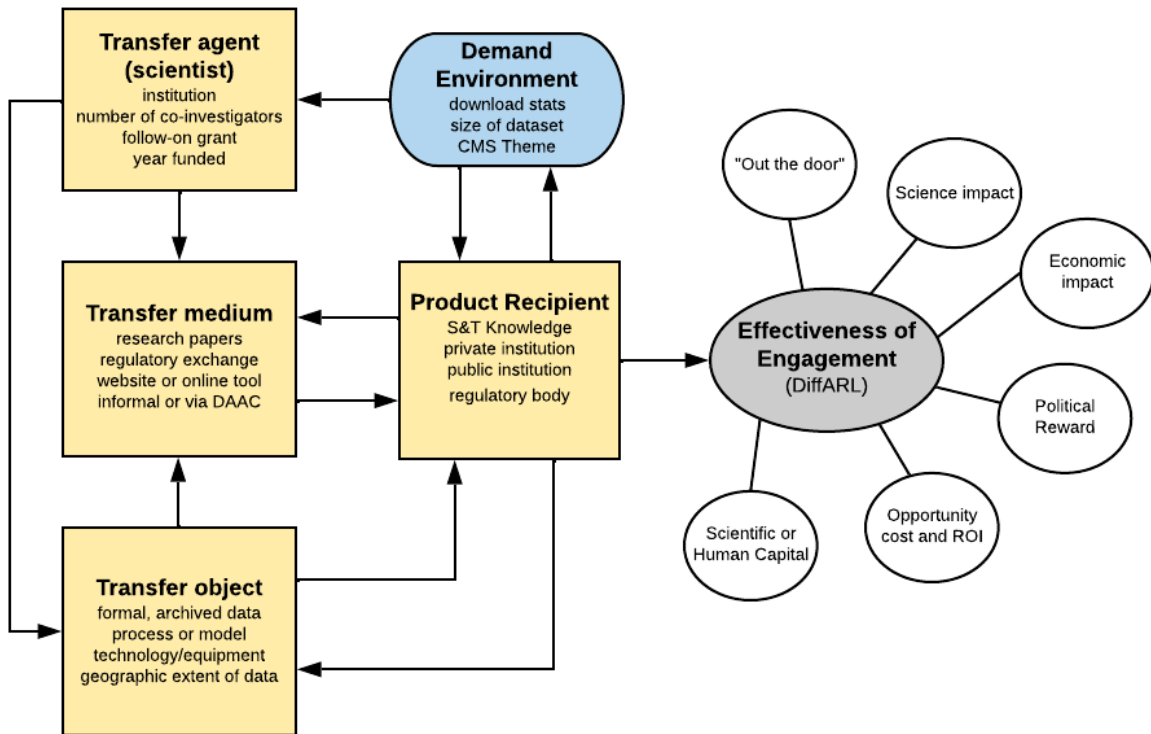 Transfer agent
(scientist)
institution
number of co-investigators
follow-on grant
year funded
Demand
Environment
download stats
size of dataset
CMS Theme
Transfer medium
research papers
regulatory exchange
website or online tool
informal or via DAAC
Product Recipient
S&T Knowledge
private institution
public institution
regulatory body
Transfer object
formal, archived data
process or model
technology/equipment
geographic extent of data
Effectiveness of
Engagement
(DiffARL)
"Out the door"
Science impact
Economic
impact
Political
Reward
Opportunity
cost and ROI
Scientific or
Human Capital